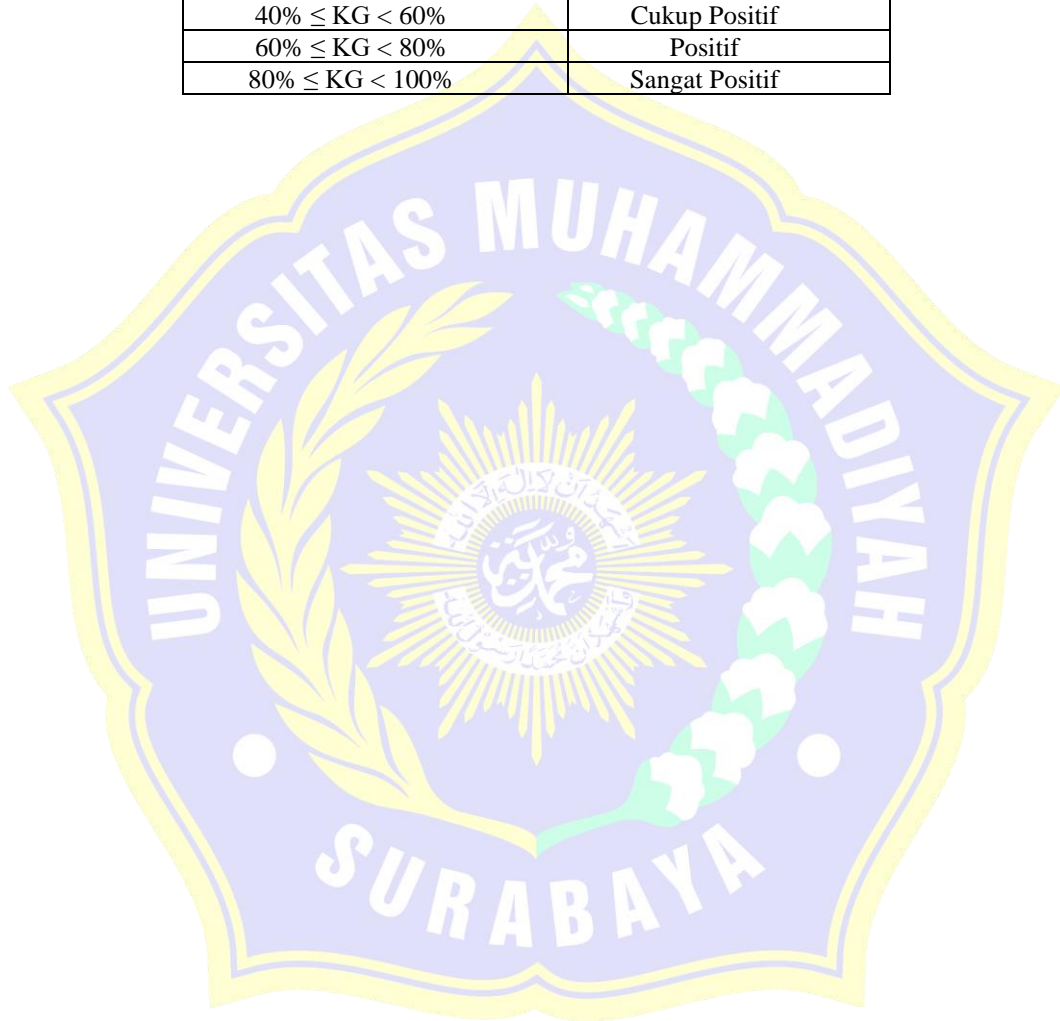 40% ≤ KG < 60% Cukup Positif
60% ≤ KG < 80% Positif
80% ≤ KG < 100% Sangat Positif
UNIVERSITAS MUHAMMADIYAH
SURABAYA